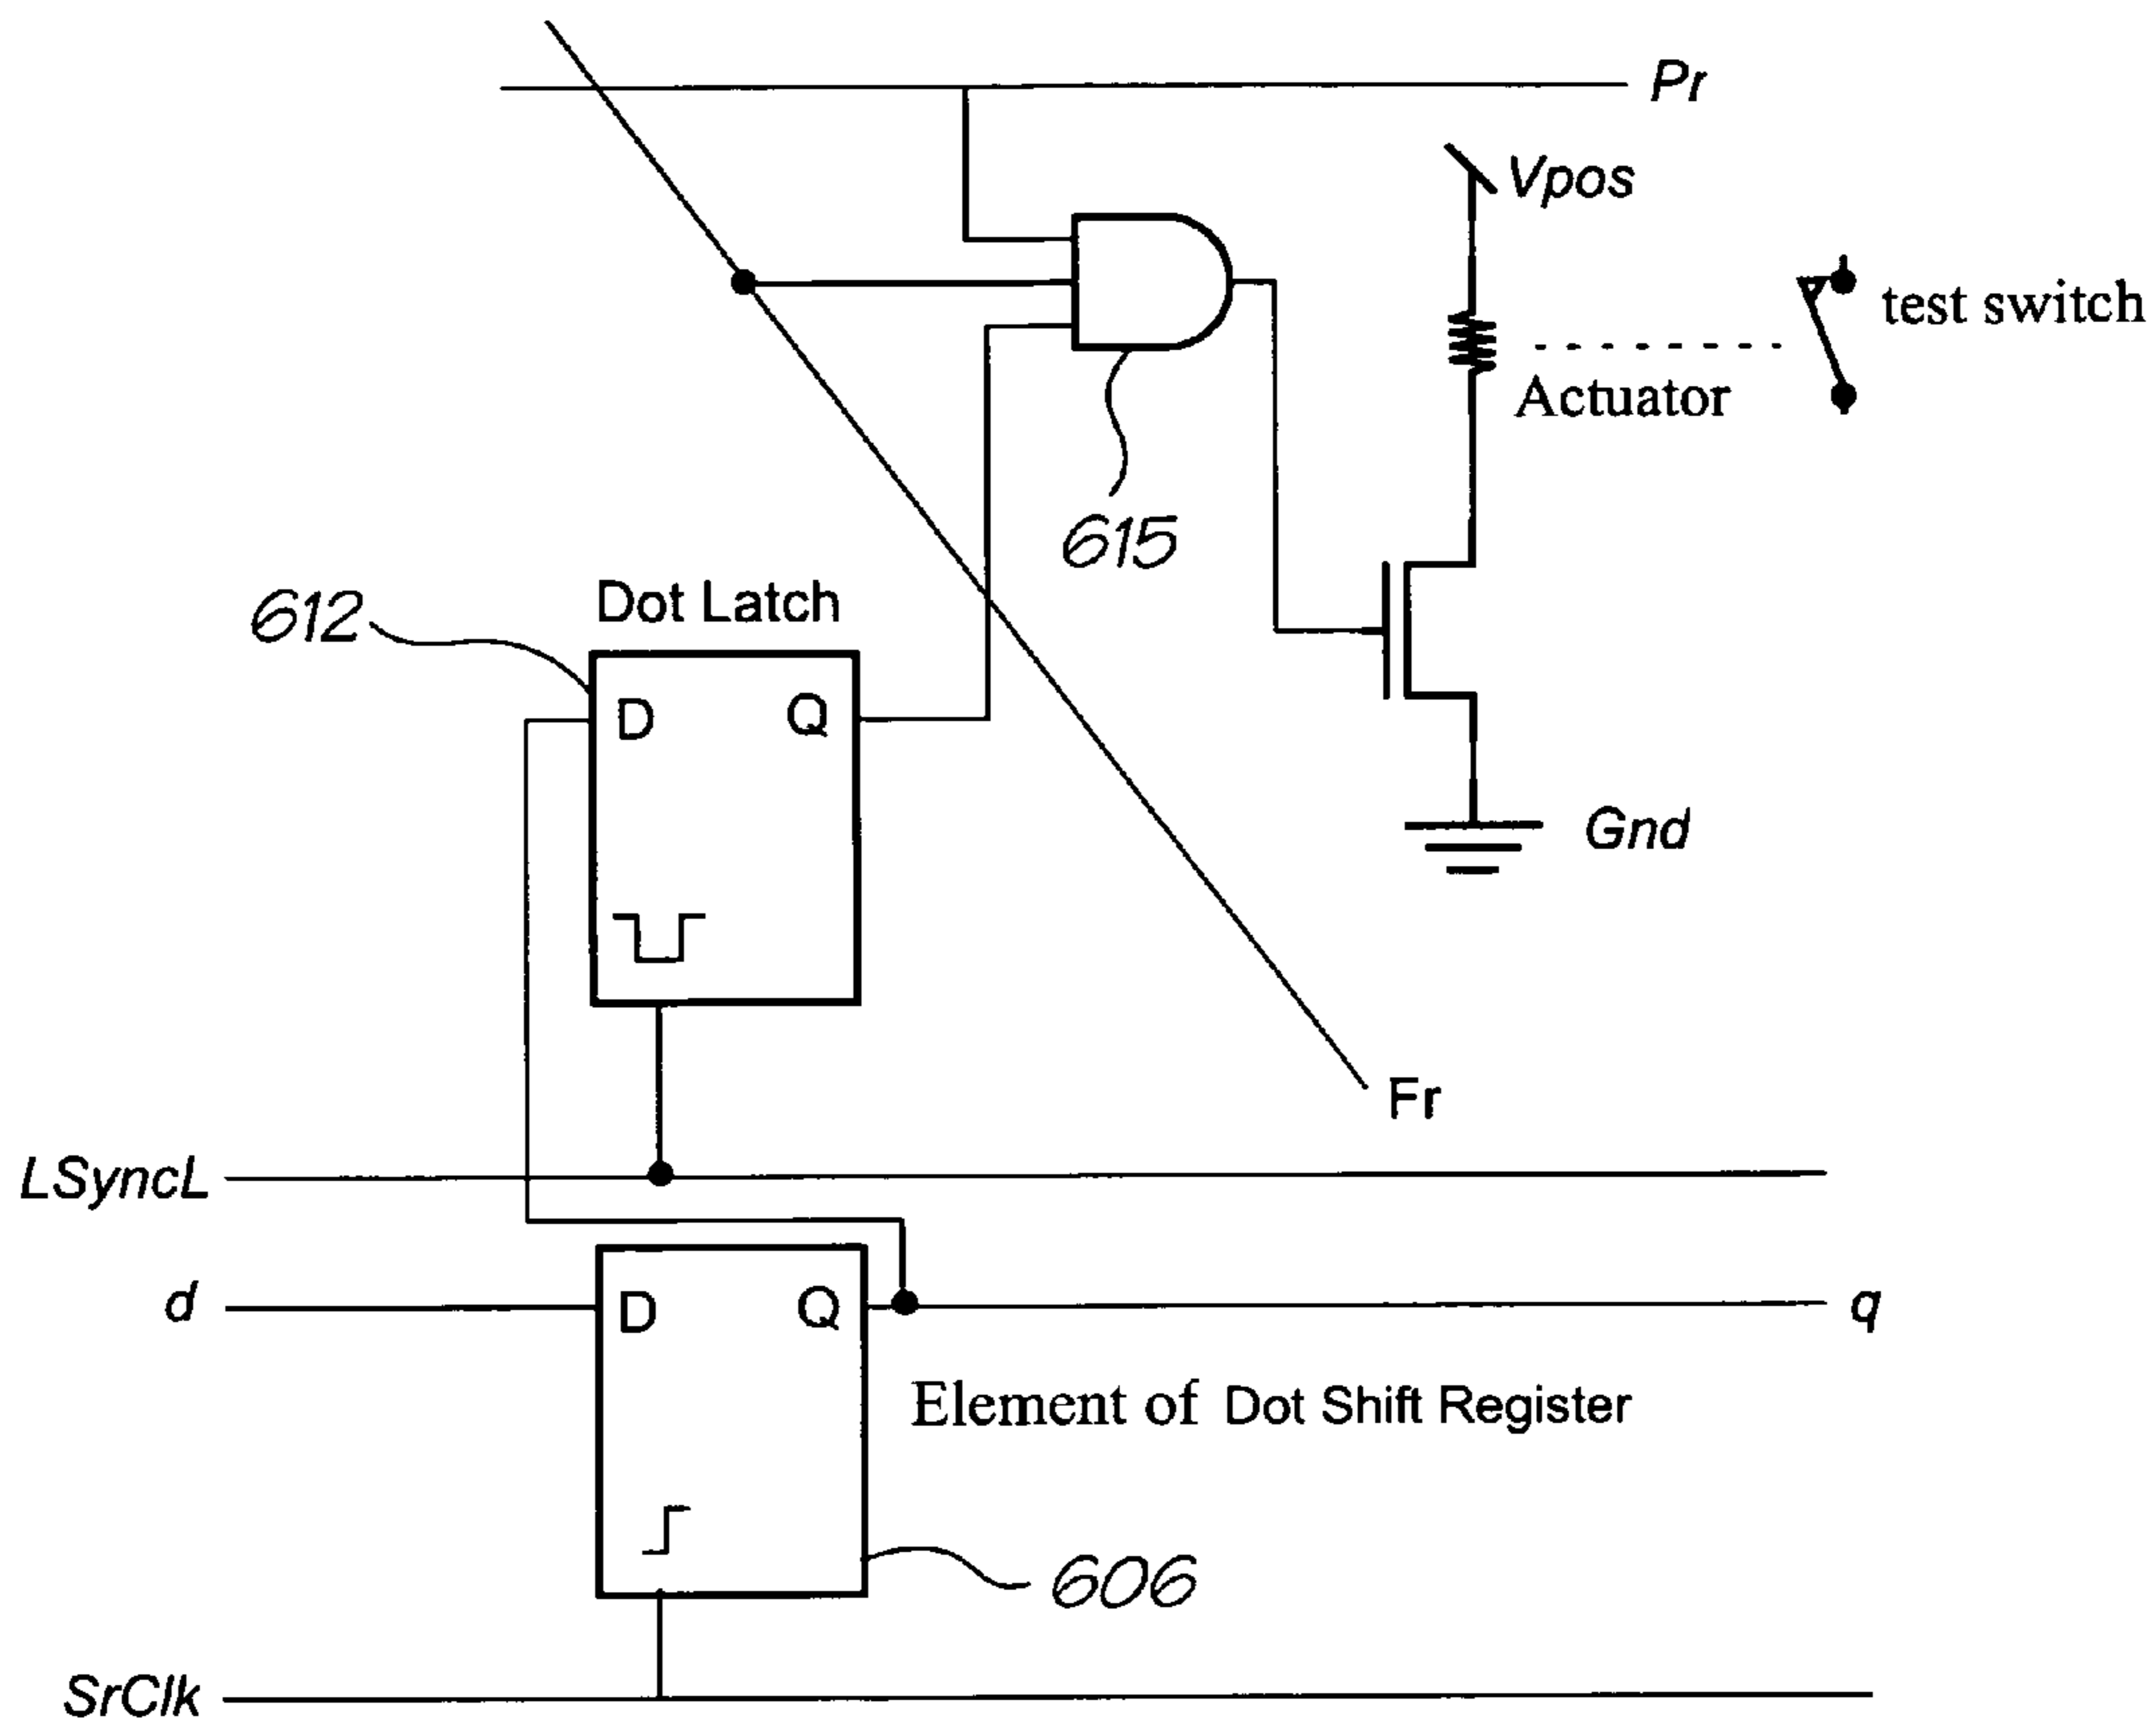 Pr
Vpos
test switch
Actuator
615
612
Dot Latch
D Q
Gnd
Fr
LSyncL
d
D Q
q
Element of Dot Shift Register
606
SrClk